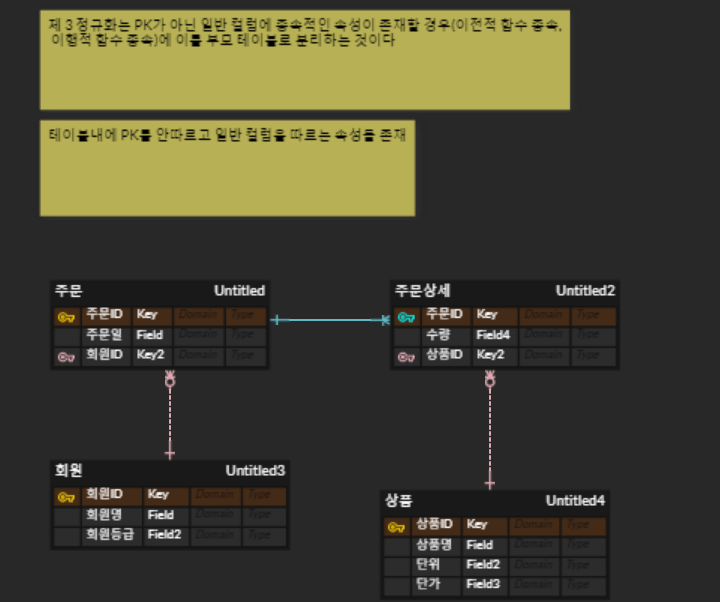 제 3 정규화는 PK가 아닌 일반 컬럼에 종속적인 속성이 존재할 경우(이전적 함수 종속,
이행적 함수 종속)에 이를 부모 테이블로 분리하는 것이다
테이블내에 PK를 안따르고 일반 컬럼을 따르는 속성들 존재
주문 Untitled
주문ID Key Domain Type
주문일 Field Domain Type
회원ID Key2 Domain Type
주문상세 Untitled2
주문ID Key Domain Type
수량 Field4 Domain Type
상품ID Key2 Domain Type
회원 Untitled3
회원ID Key Domain Type
회원명 Field Domain Type
회원등급 Field2 Domain Type
상품 Untitled4
상품ID Key Domain Type
상품명 Field Domain Type
단위 Field2 Domain Type
단가 Field3 Domain Type